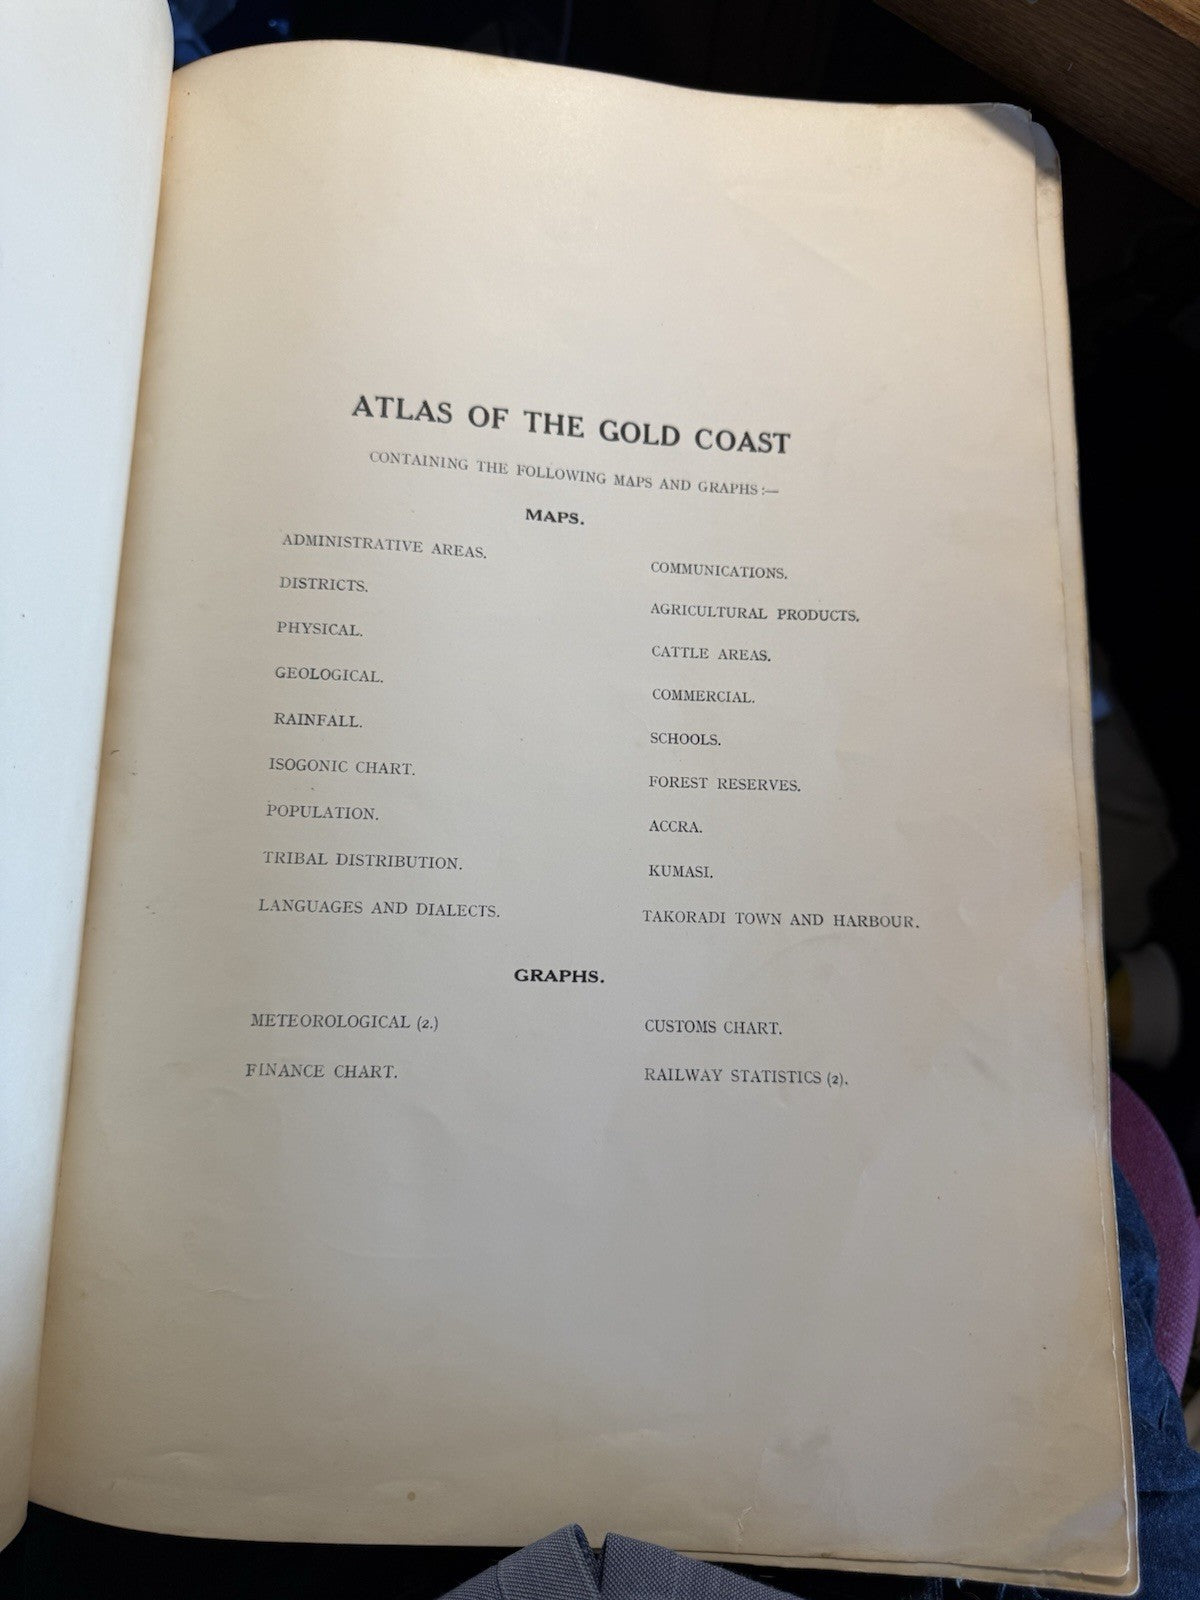 ATLAS OF THE GOLD COAST
CONTAINING THE FOLLOWING MAPS AND GRAPHS :—
MAPS.
ADMINISTRATIVE AREAS.
DISTRICTS.
PHYSICAL.
GEOLOGICAL.
RAINFALL.
ISOGONIC CHART.
POPULATION.
TRIBAL DISTRIBUTION.
LANGUAGES AND DIALECTS.
COMMUNICATIONS.
AGRICULTURAL PRODUCTS.
CATTLE AREAS.
COMMERCIAL.
SCHOOLS.
FOREST RESERVES.
ACCRA.
KUMASI.
TAKORADI TOWN AND HARBOUR.
GRAPHS.
METEOROLOGICAL (2.)
FINANCE CHART.
CUSTOMS CHART.
RAILWAY STATISTICS (2).